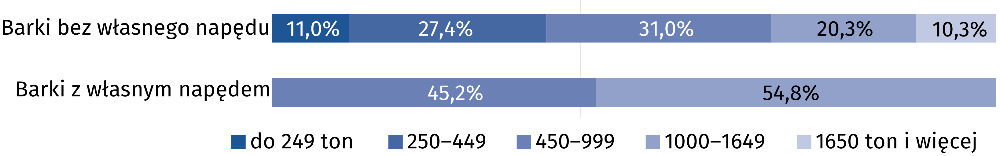 Barki bez własnego napędu 11,0% 27,4% 31,0% 20,3% 10,3%
Barki z własnym napędem 45,2% 54,8%
do 249 ton 250–449 450–999 1000–1649 1650 ton i więcej